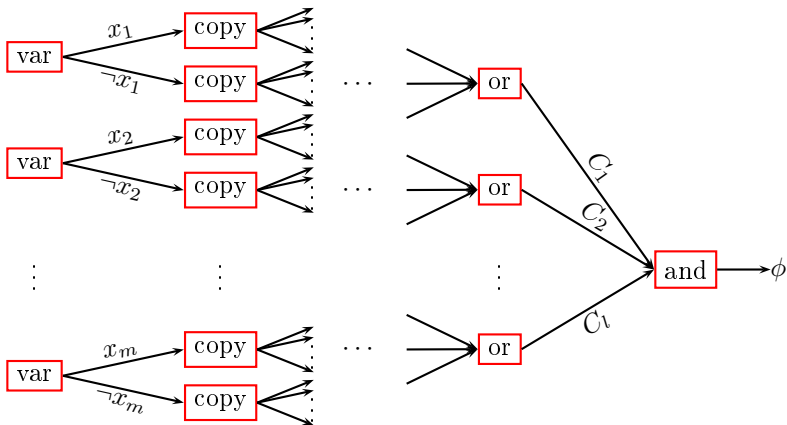 var x₁ copy
¬x₁ copy ··· or
var x₂ copy C₁
¬x₂ copy ··· or C₂
and ϕ
var xₘ copy ··· or Cₗ
¬xₘ copy